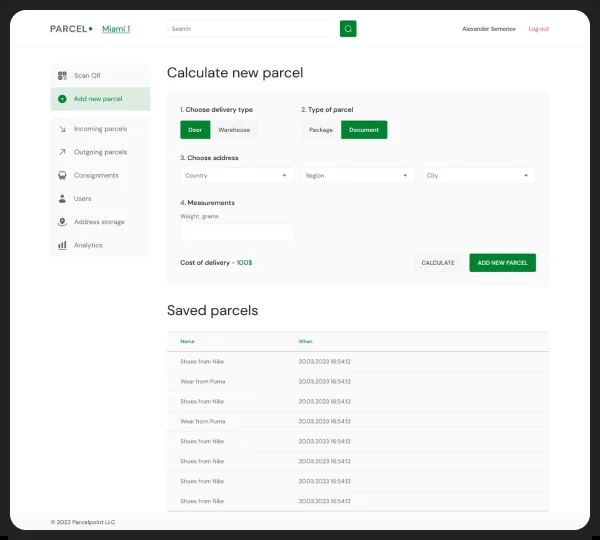 PARCEL Miami 1 Search Alexander Semenov Log out
Scan QR
Add new parcel
Incoming parcels
Outgoing parcels
Consignments
Users
Address storage
Analytics
Calculate new parcel
1. Choose delivery type 2. Type of parcel
Door Warehouse Package Document
3. Choose address
Country Region City
4. Measurements
Weight, grams
Cost of delivery - 100$ CALCULATE ADD NEW PARCEL
Saved parcels
Name When
Shoes from Nike 20.03.2023 16:54:12
Wear from Puma 20.03.2023 16:54:12
Shoes from Nike 20.03.2023 16:54:12
Wear from Puma 20.03.2023 16:54:12
Shoes from Nike 20.03.2023 16:54:12
Shoes from Nike 20.03.2023 16:54:12
Shoes from Nike 20.03.2023 16:54:12
Shoes from Nike 20.03.2023 16:54:12
© 2022 Parcelpoint LLC